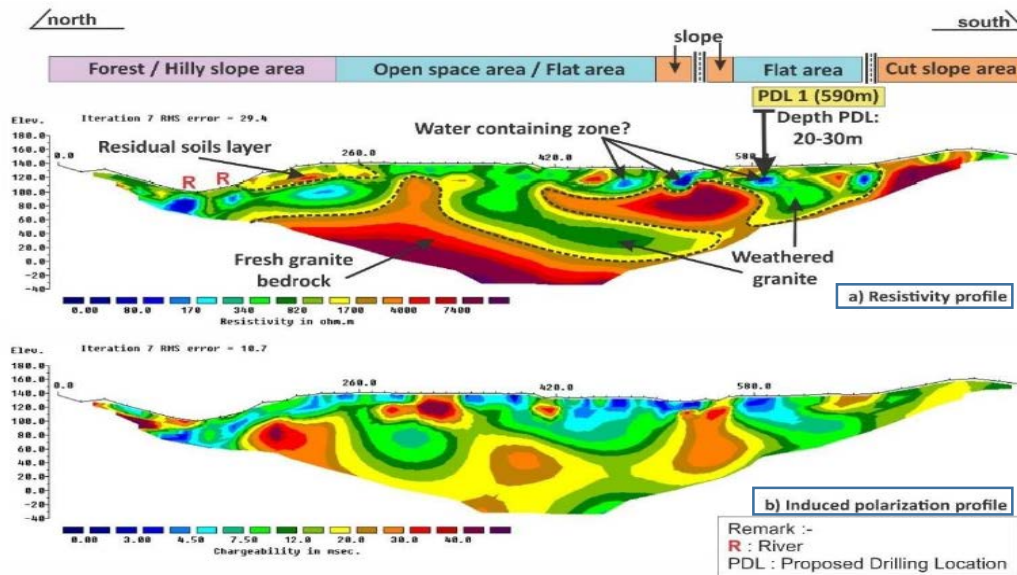 north
south
slope
Forest / Hilly slope area
Open space area / Flat area
Flat area
Cut slope area
PDL 1 (590m)
Depth PDL:
20-30m
Elev.
Iteration 7 RMS error = 29.4
Water containing zone?
Residual soils layer
180.0
160.0
140.0
120.0
100.0
80.0
60.0
40.0
20.0
0.0
-20.0
-40
0.0
260.0
420.0
580.0
R R
Fresh granite
bedrock
Weathered
granite
a) Resistivity profile
0.00 80.0 170 340 820 1700 4000 7400
Resistivity in ohm.m
Elev.
Iteration 7 RMS error = 10.7
180.0
160.0
140.0
120.0
100.0
80.0
60.0
40.0
20.0
0.0
-20.0
-40
0.0
260.0
420.0
580.0
b) Induced polarization profile
0.00 3.00 4.50 7.50 12.0 20.0 30.0 40.0
Chargeability in msec.
Remark :-
R : River
PDL : Proposed Drilling Location